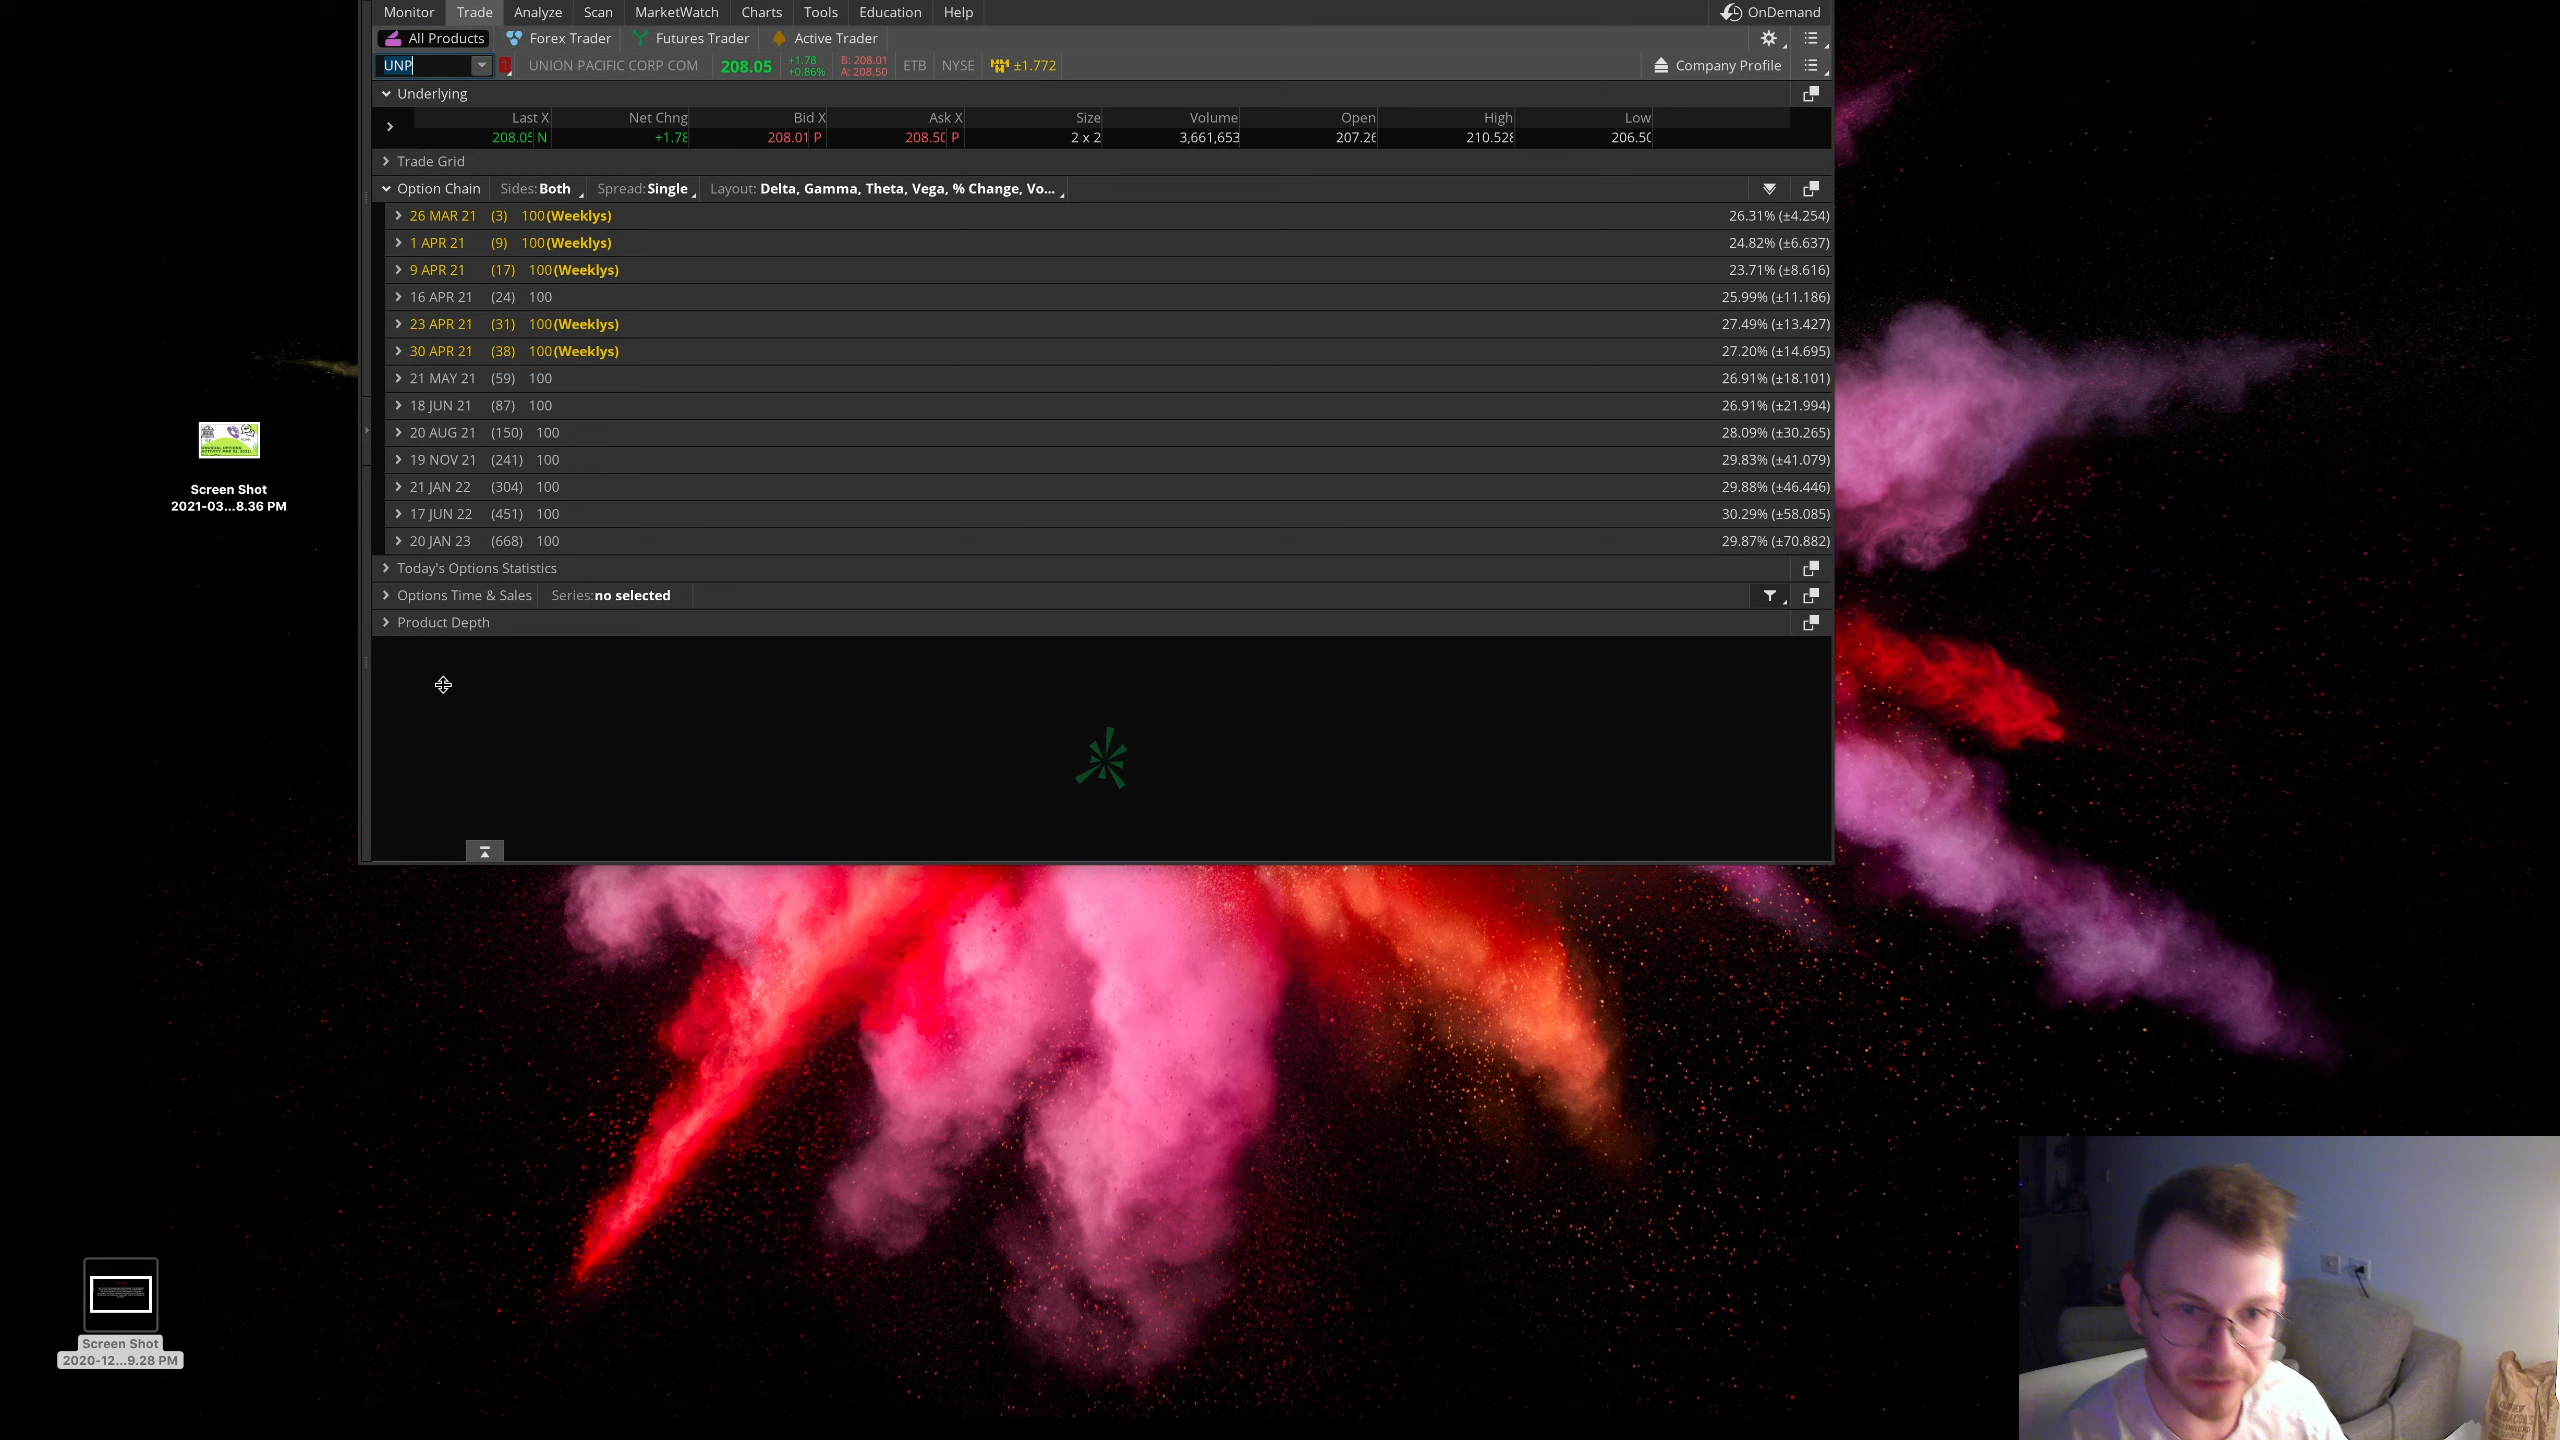 Monitor Trade Analyze Scan MarketWatch Charts Tools Education Help OnDemand
All Products Forex Trader Futures Trader Active Trader
UNP UNION PACIFIC CORP COM 208.05 +1.78 +0.86% B: 208.01 A: 208.50 ETB NYSE ±1.772 Company Profile
Underlying
Last X Net Chng Bid X Ask X Size Volume Open High Low
208.05 N +1.78 208.01 P 208.50 P 2 x 2 3,661,653 207.26 210.528 206.50
Trade Grid
Option Chain Sides: Both Spread: Single Layout: Delta, Gamma, Theta, Vega, % Change, Vo...
26 MAR 21 (3) 100 (Weeklys) 26.31% (±4.254)
1 APR 21 (9) 100 (Weeklys) 24.82% (±6.637)
9 APR 21 (17) 100 (Weeklys) 23.71% (±8.616)
16 APR 21 (24) 100 25.99% (±11.186)
23 APR 21 (31) 100 (Weeklys) 27.49% (±13.427)
30 APR 21 (38) 100 (Weeklys) 27.20% (±14.695)
21 MAY 21 (59) 100 26.91% (±18.101)
18 JUN 21 (87) 100 26.91% (±21.994)
20 AUG 21 (150) 100 28.09% (±30.265)
19 NOV 21 (241) 100 29.83% (±41.079)
21 JAN 22 (304) 100 29.88% (±46.446)
17 JUN 22 (451) 100 30.29% (±58.085)
20 JAN 23 (668) 100 29.87% (±70.882)
Today's Options Statistics
Options Time & Sales Series: no selected
Product Depth
Screen Shot
2021-03...8.36 PM
Screen Shot
2020-12...9.28 PM